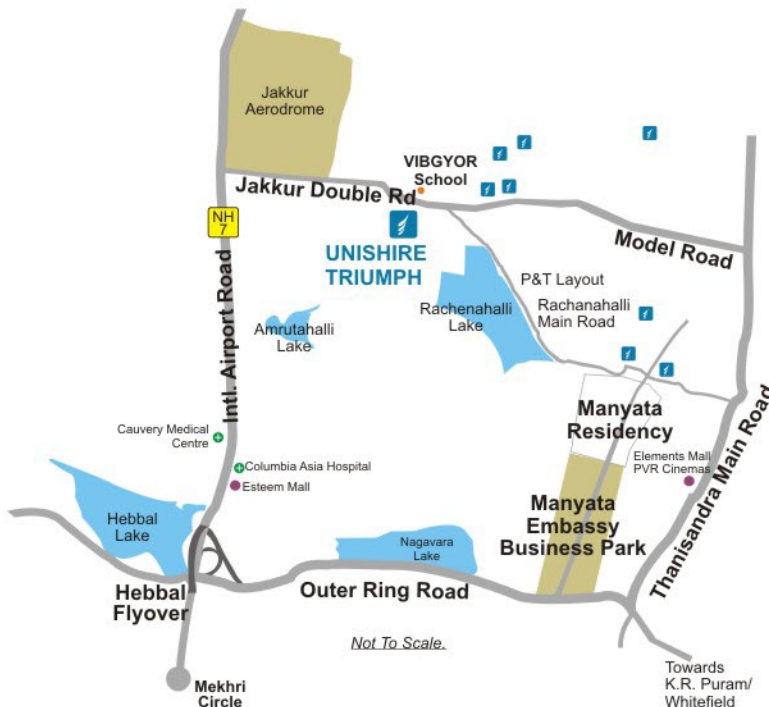 Jakkur
Aerodrome
VIBGYOR
School
Jakkur Double Rd
NH
7
UNISHIRE
TRIUMPH
Model Road
P&T Layout
Rachenahalli
Lake
Rachanahalli
Main Road
Amrutahalli
Lake
Intl. Airport Road
Cauvery Medical
Centre
Columbia Asia Hospital
Esteem Mall
Manyata
Residency
Elements Mall
PVR Cinemas
Thanisandra Main Road
Manyata
Embassy
Business Park
Hebbal
Lake
Nagavara
Lake
Hebbal
Flyover
Outer Ring Road
Not To Scale.
Mekhri
Circle
Towards
K.R. Puram/
Whitefield